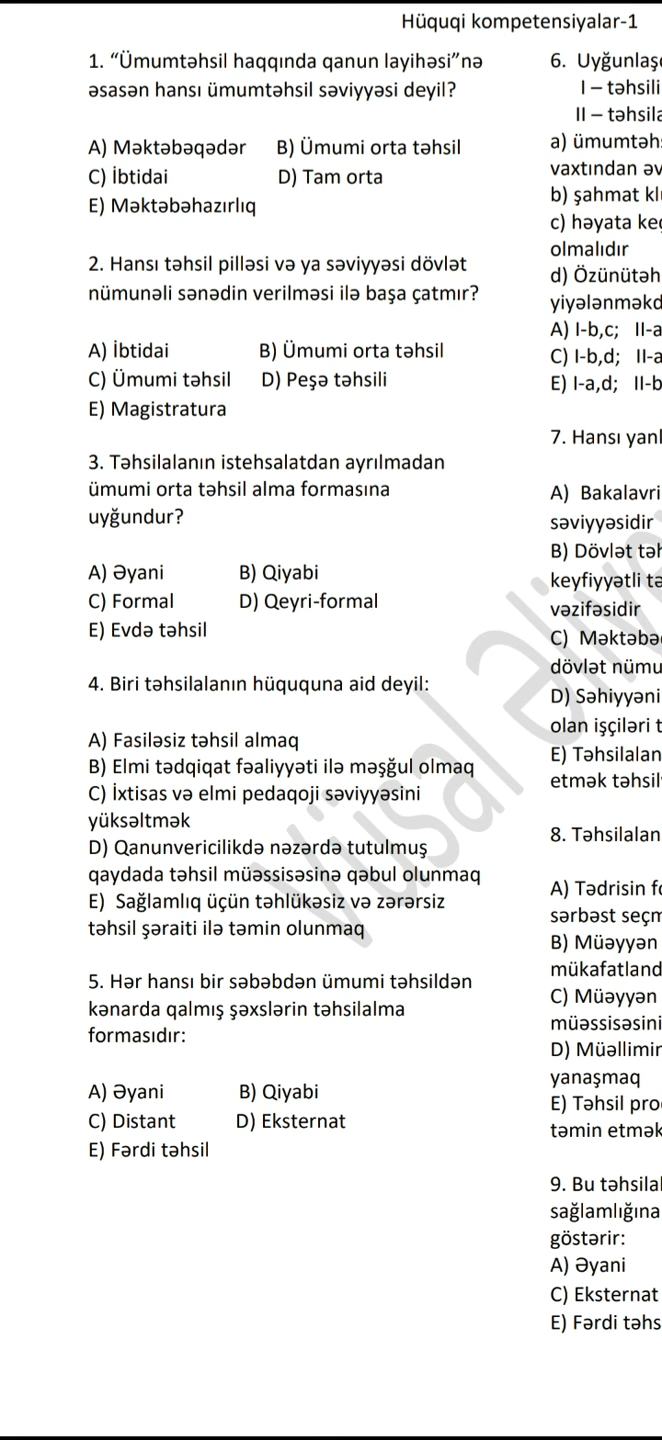 Hüquqi kompetensiyalar-1
1. “Ümumtəhsil haqqında qanun layihəsi”nə
əsasən hansı ümumtəhsil səviyyəsi deyil?
A) Məktəbəqədər B) Ümumi orta təhsil
C) İbtidai D) Tam orta
E) Məktəbəhazırlıq
2. Hansı təhsil pilləsi və ya səviyyəsi dövlət
nümunəli sənədin verilməsi ilə başa çatmır?
A) İbtidai B) Ümumi orta təhsil
C) Ümumi təhsil D) Peşə təhsili
E) Magistratura
3. Təhsilalanın istehsalatdan ayrılmadan
ümumi orta təhsil alma formasına
uyğundur?
A) Əyani B) Qiyabi
C) Formal D) Qeyri-formal
E) Evdə təhsil
4. Biri təhsilalanın hüququna aid deyil:
A) Fasiləsiz təhsil almaq
B) Elmi tədqiqat fəaliyyəti ilə məşğul olmaq
C) İxtisas və elmi pedaqoji səviyyəsini
yüksəltmək
D) Qanunvericilikdə nəzərdə tutulmuş
qaydada təhsil müəssisəsinə qəbul olunmaq
E) Sağlamlıq üçün təhlükəsiz və zərərsiz
təhsil şəraiti ilə təmin olunmaq
5. Hər hansı bir səbəbdən ümumi təhsildən
kənarda qalmış şəxslərin təhsilalma
formasıdır:
A) Əyani B) Qiyabi
C) Distant D) Eksternat
E) Fərdi təhsil
6. Uyğunlaş
I – təhsili
II – təhsila
a) ümumtəh
vaxtından əv
b) şahmat kl
c) həyata keç
olmalıdır
d) Özünütəh
yiyələnməkd
A) I-b,c; II-a
C) I-b,d; II-a
E) I-a,d; II-b
7. Hansı yanl
A) Bakalavri
səviyyəsidir
B) Dövlət təh
keyfiyyətli tə
vəzifəsidir
C) Məktəbə
dövlət nümu
D) Səhiyyəni
olan işçiləri t
E) Təhsilalan
etmək təhsil
8. Təhsilalan
A) Tədrisin fo
sərbəst seçm
B) Müəyyən
mükafatland
C) Müəyyən
müəssisəsini
D) Müəllimin
yanaşmaq
E) Təhsil pro
təmin etmək
9. Bu təhsilal
sağlamlığına
göstərir:
A) Əyani
C) Eksternat
E) Fərdi təhs
Vüsal Əliyev